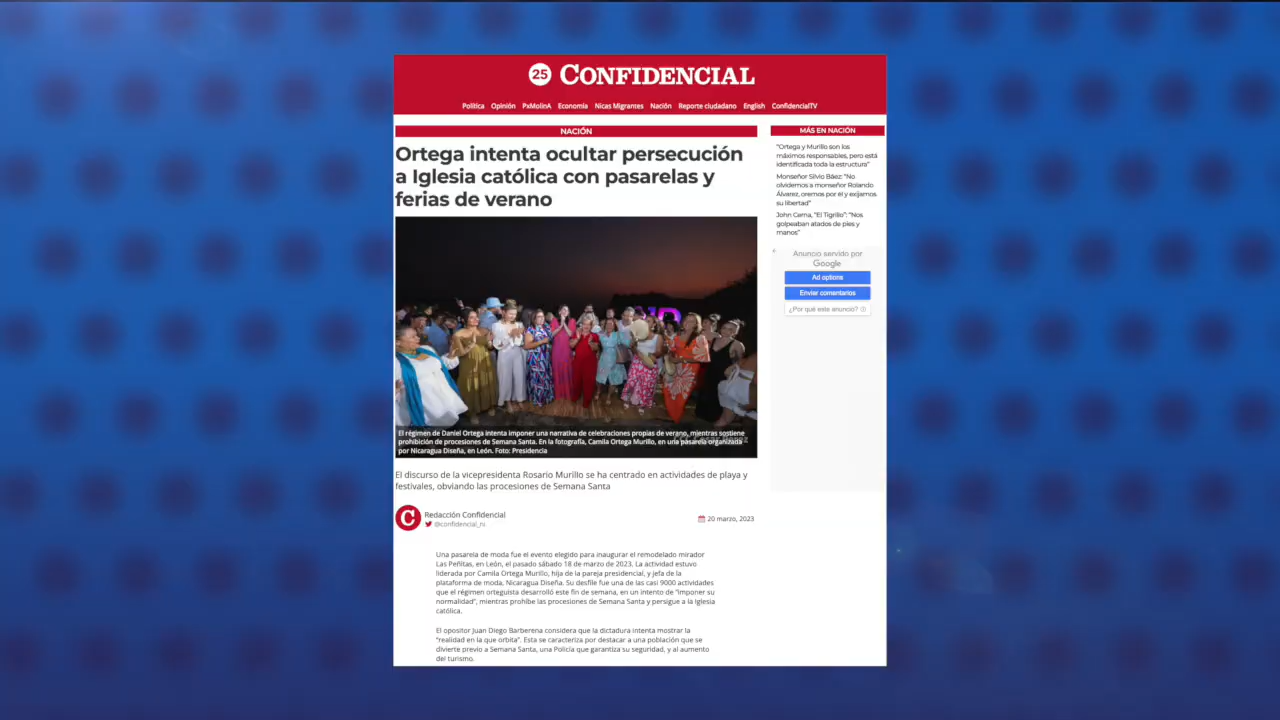 25 CONFIDENCIAL
Política Opinión PxMolinA Economía Nicas Migrantes Nación Reporte ciudadano English ConfidencialTV
NACIÓN
Ortega intenta ocultar persecución
a Iglesia católica con pasarelas y
ferias de verano
El régimen de Daniel Ortega intenta imponer una narrativa de celebraciones propias de verano, mientras sostiene
prohibición de procesiones de Semana Santa. En la fotografía, Camila Ortega Murillo, en una pasarela organizada
por Nicaragua Diseña, en León. Foto: Presidencia
El discurso de la vicepresidenta Rosario Murillo se ha centrado en actividades de playa y
festivales, obviando las procesiones de Semana Santa
C
Redacción Confidencial
@confidencial_ni
20 marzo, 2023
Una pasarela de moda fue el evento elegido para inaugurar el remodelado mirador
Las Peñitas, en León, el pasado sábado 18 de marzo de 2023. La actividad estuvo
liderada por Camila Ortega Murillo, hija de la pareja presidencial, y jefa de la
plataforma de moda, Nicaragua Diseña. Su desfile fue una de las casi 9000 actividades
que el régimen orteguista desarrolló este fin de semana, en un intento de "imponer su
normalidad", mientras prohíbe las procesiones de Semana Santa y persigue a la Iglesia
católica.
El opositor Juan Diego Barberena considera que la dictadura intenta mostrar la
"realidad en la que orbita". Esta se caracteriza por destacar a una población que se
divierte previo a Semana Santa, una Policía que garantiza su seguridad, y al aumento
del turismo.
MÁS EN NACIÓN
"Ortega y Murillo son los
máximos responsables, pero está
identificada toda la estructura"
Monseñor Silvio Báez: "No
olvidemos a monseñor Rolando
Álvarez, oremos por él y exijamos
su libertad"
John Cerna, "El Tigrillo": "Nos
golpeaban atados de pies y
manos"
Anuncio servido por
Google
Ad options
Enviar comentarios
¿Por qué este anuncio?